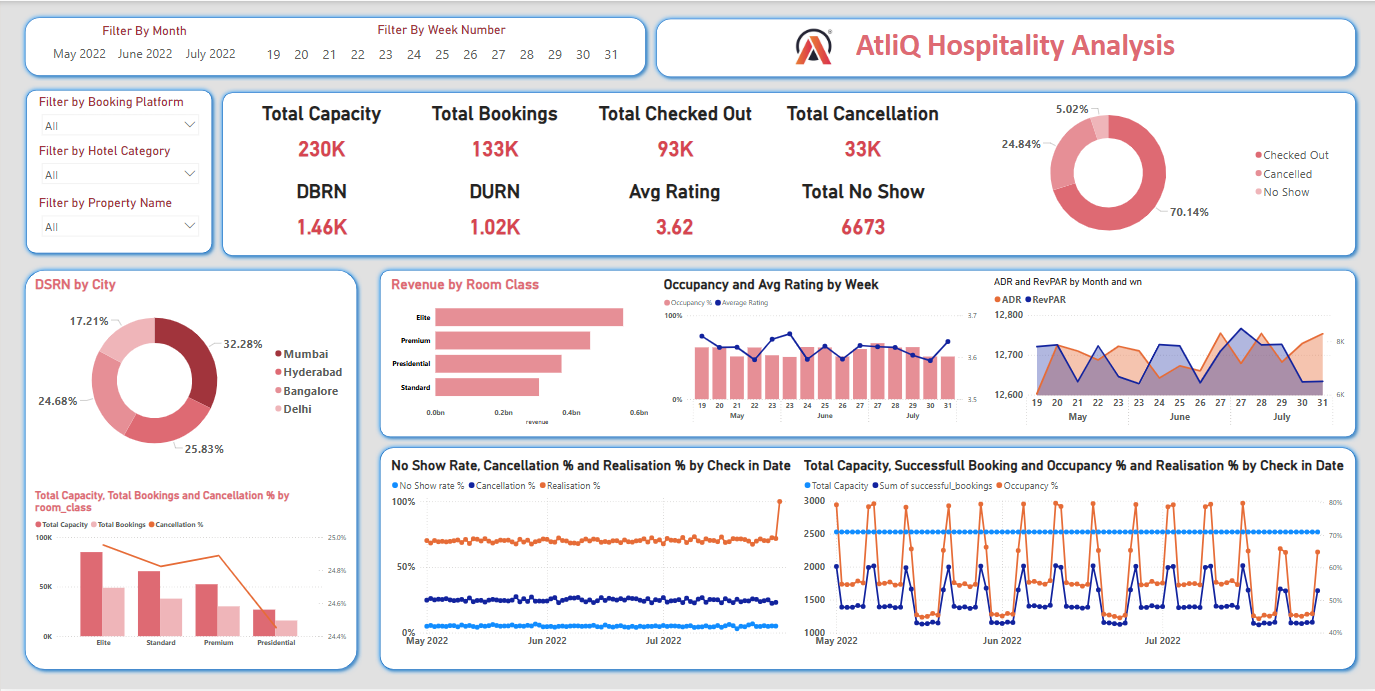 Filter By Month
May 2022 June 2022 July 2022
Filter By Week Number
19 20 21 22 23 24 25 26 27 28 29 30 31
AtliQ Hospitality Analysis
Filter by Booking Platform
All
Filter by Hotel Category
All
Filter by Property Name
All
Total Capacity
230K
Total Bookings
133K
Total Checked Out
93K
Total Cancellation
33K
DBRN
1.46K
DURN
1.02K
Avg Rating
3.62
Total No Show
6673
5.02%
24.84%
70.14%
Checked Out
Cancelled
No Show
DSRN by City
17.21%
32.28%
24.68%
25.83%
Mumbai
Hyderabad
Bangalore
Delhi
Total Capacity, Total Bookings and Cancellation % by
room_class
Total Capacity Total Bookings Cancellation %
100K
50K
0K
25.0%
24.8%
24.6%
24.4%
Elite Standard Premium Presidential
Revenue by Room Class
Elite
Premium
Presidential
Standard
0.0bn 0.2bn 0.4bn 0.6bn
revenue
Occupancy and Avg Rating by Week
Occupancy % Average Rating
100%
0%
3.7
3.6
3.5
19 20 21 22 23 23 24 25 26 27 27 28 29 30 31
May June July
ADR and RevPAR by Month and wn
ADR RevPAR
12,800
12,700
12,600
8K
6K
19 20 21 22 23 23 24 25 26 27 27 28 29 30 31
May June July
No Show Rate, Cancellation % and Realisation % by Check in Date
No Show rate % Cancellation % Realisation %
100%
50%
0%
May 2022 Jun 2022 Jul 2022
Total Capacity, Successfull Booking and Occupancy % and Realisation % by Check in Date
Total Capacity Sum of successful_bookings Occupancy %
3000
2500
2000
1500
1000
80%
70%
60%
50%
40%
May 2022 Jun 2022 Jul 2022